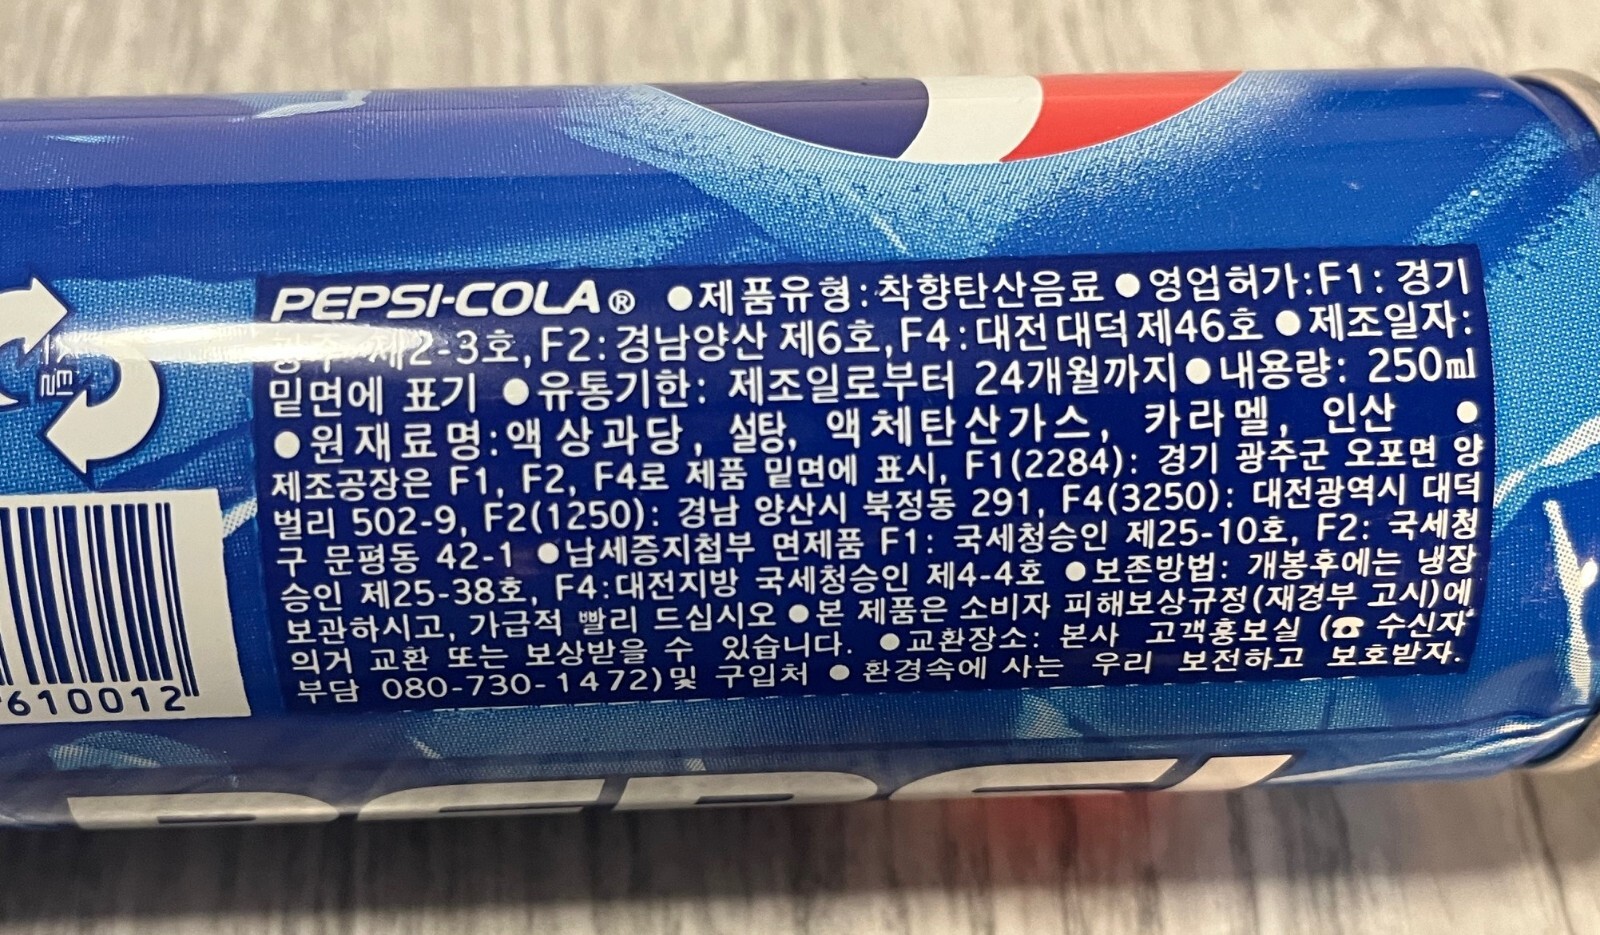 PEPSI-COLA® ●제품유형:착향탄산음료 ●영업허가:F1: 경기
광주 제2-3호, F2:경남양산 제6호, F4:대전대덕제46호 ●제조일자:
밑면에 표기 ●유통기한: 제조일로부터 24개월까지●내용량: 250ml
●원재료명:액상과당, 설탕, 액체탄산가스, 카라멜, 인산 ●
제조공장은 F1, F2, F4로 제품 밑면에 표시, F1(2284): 경기 광주군 오포면 양
벌리 502-9, F2(1250): 경남 양산시 북정동 291, F4(3250): 대전광역시 대덕
구 문평동 42-1 ●납세증지첩부 면제품 F1: 국세청승인 제25-10호, F2: 국세청
승인 제25-38호, F4:대전지방 국세청승인 제4-4호 ●보존방법: 개봉후에는 냉장
보관하시고, 가급적 빨리 드십시오 ●본 제품은 소비자 피해보상규정(재경부 고시)에
의거 교환 또는 보상받을 수 있습니다. ●교환장소: 본사 고객홍보실 (☎ 수신자
부담 080-730-1472)및 구입처 ●환경속에 사는 우리 보전하고 보호받자.
스틸
610012
PEPSI